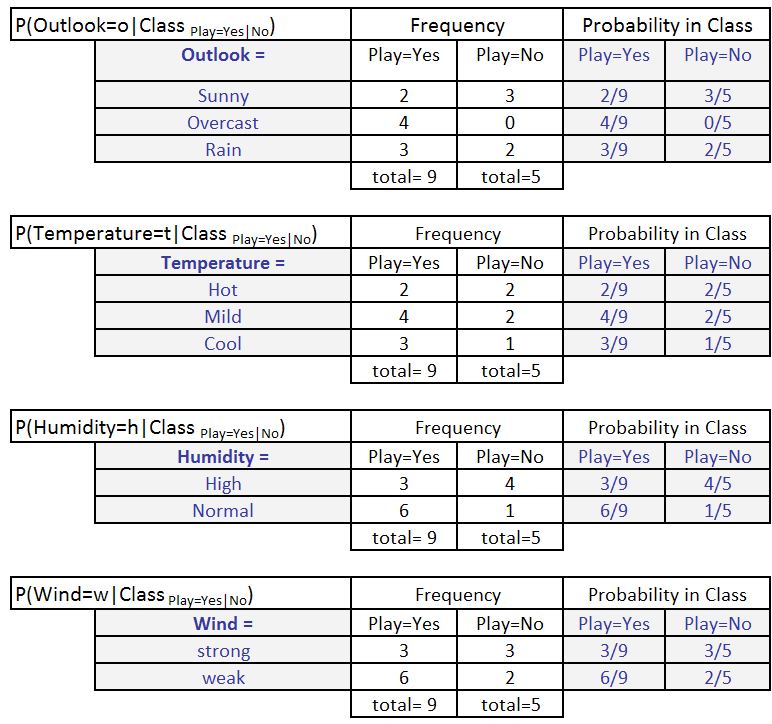 P(Outlook=o|Class Play=Yes|No) Frequency Probability in Class
Outlook = Play=Yes Play=No Play=Yes Play=No
Sunny 2 3 2/9 3/5
Overcast 4 0 4/9 0/5
Rain 3 2 3/9 2/5
total= 9 total=5
P(Temperature=t|Class Play=Yes|No) Frequency Probability in Class
Temperature = Play=Yes Play=No Play=Yes Play=No
Hot 2 2 2/9 2/5
Mild 4 2 4/9 2/5
Cool 3 1 3/9 1/5
total= 9 total=5
P(Humidity=h|Class Play=Yes|No) Frequency Probability in Class
Humidity = Play=Yes Play=No Play=Yes Play=No
High 3 4 3/9 4/5
Normal 6 1 6/9 1/5
total= 9 total=5
P(Wind=w|Class Play=Yes|No) Frequency Probability in Class
Wind = Play=Yes Play=No Play=Yes Play=No
strong 3 3 3/9 3/5
weak 6 2 6/9 2/5
total= 9 total=5